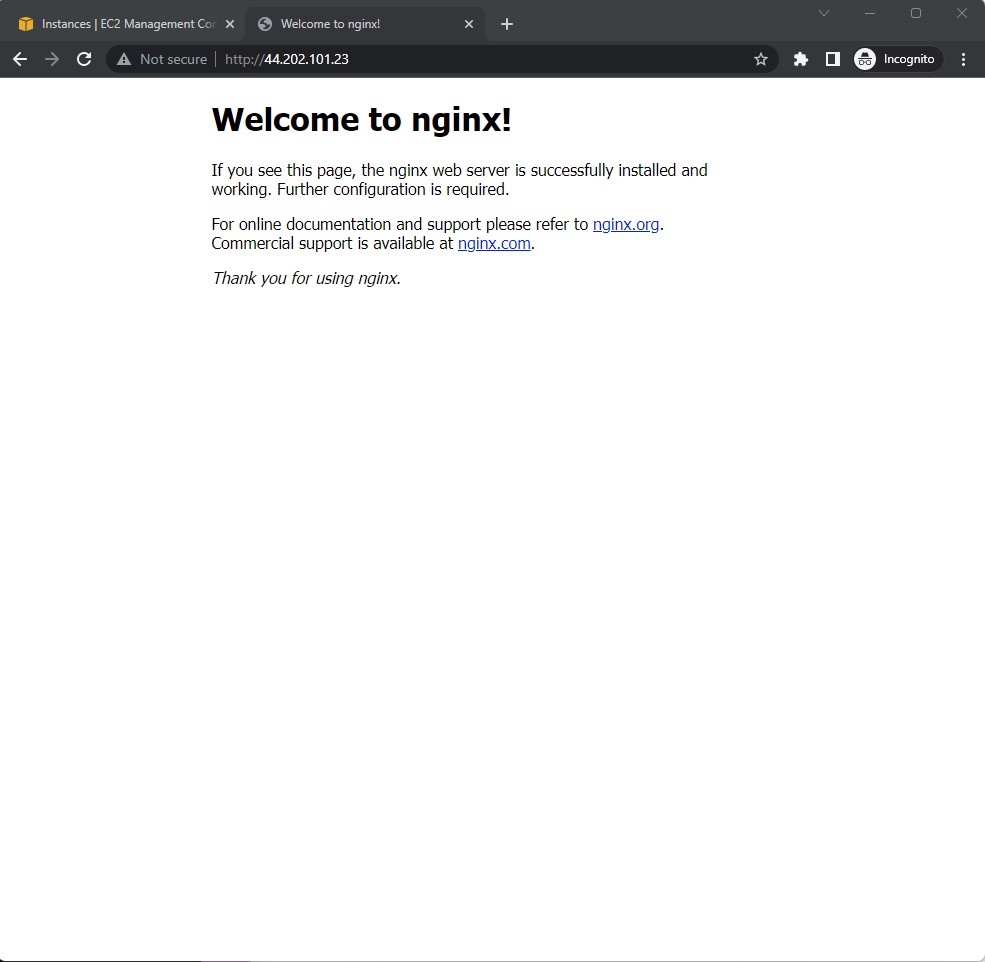 Instances | EC2 Management Con
Welcome to nginx!
Not secure
http://44.202.101.23
Incognito
Welcome to nginx!
If you see this page, the nginx web server is successfully installed and
working. Further configuration is required.
For online documentation and support please refer to nginx.org.
Commercial support is available at nginx.com.
Thank you for using nginx.